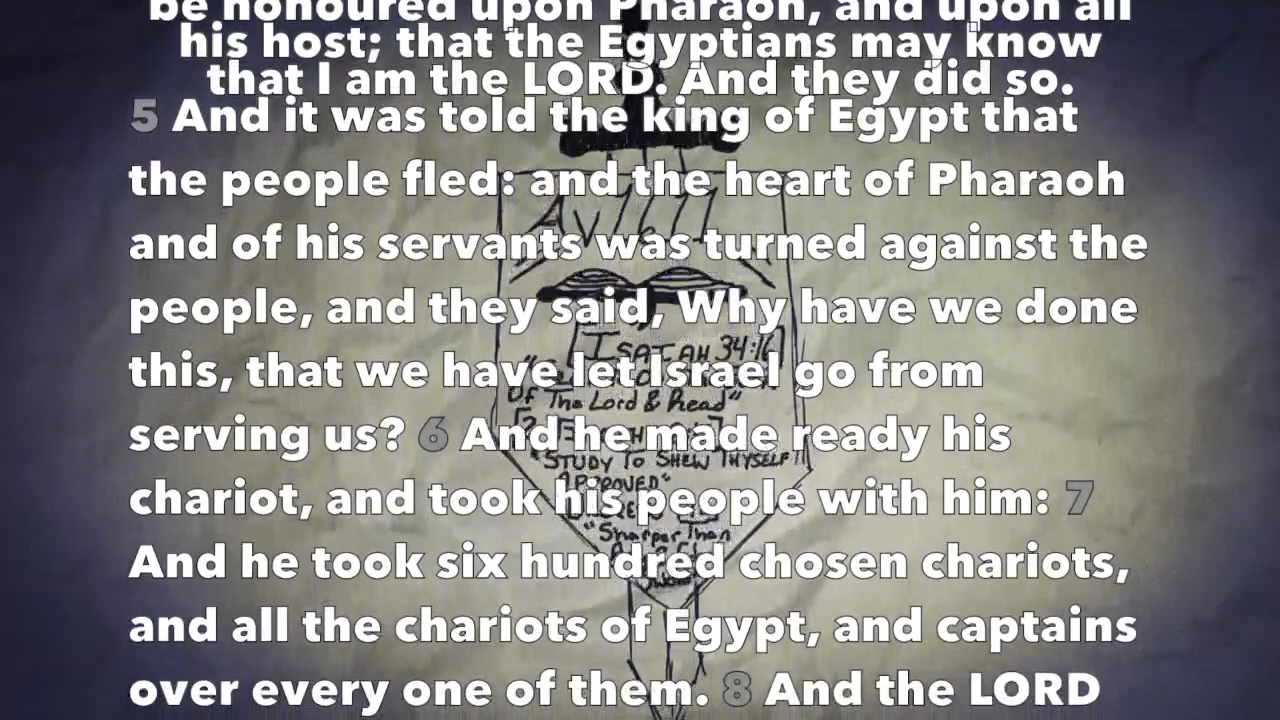 be honoured upon Pharaoh, and upon all
his host; that the Egyptians may know
that I am the LORD. And they did so.
5 And it was told the king of Egypt that
the people fled: and the heart of Pharaoh
and of his servants was turned against the
people, and they said, Why have we done
this, that we have let Israel go from
serving us? 6 And he made ready his
chariot, and took his people with him: 7
And he took six hundred chosen chariots,
and all the chariots of Egypt, and captains
over every one of them. 8 And the LORD
AV1611
ISAIAH 34:16
Of The Lord & Read"
"STUDY TO SHEW THYSELF
APPROVED"
"Sharper Than